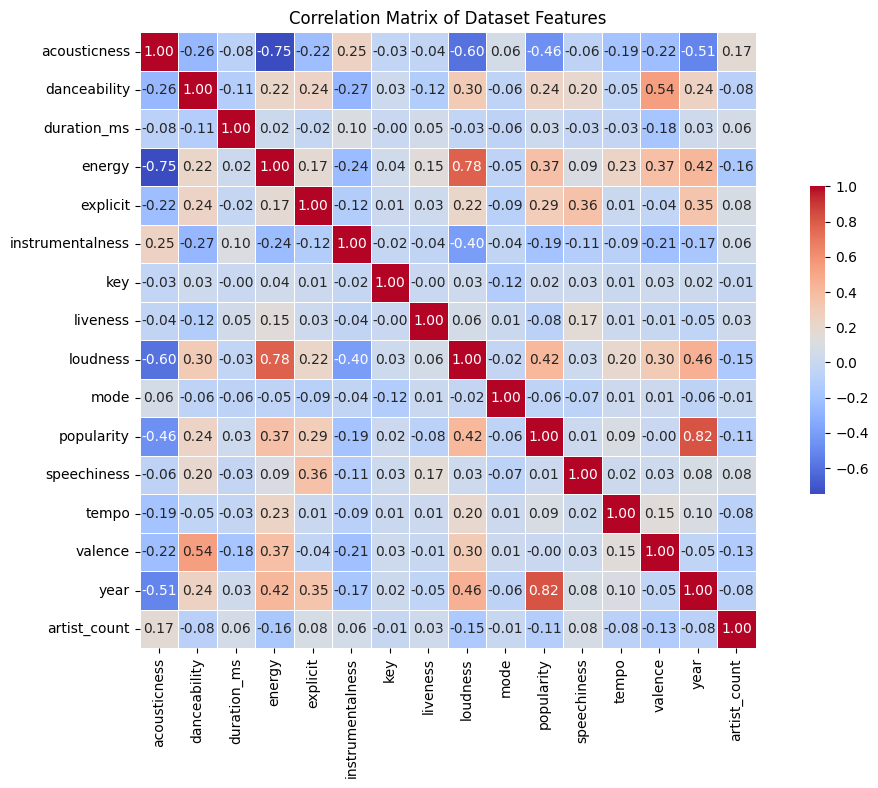 Correlation Matrix of Dataset Features
acousticness 1.00 -0.26 -0.08 -0.75 -0.22 0.25 -0.03 -0.04 -0.60 0.06 -0.46 -0.06 -0.19 -0.22 -0.51 0.17
danceability -0.26 1.00 -0.11 0.22 0.24 -0.27 0.03 -0.12 0.30 -0.06 0.24 0.20 -0.05 0.54 0.24 -0.08
duration_ms -0.08 -0.11 1.00 0.02 -0.02 0.10 -0.00 0.05 -0.03 -0.06 0.03 -0.03 -0.03 -0.18 0.03 0.06
energy -0.75 0.22 0.02 1.00 0.17 -0.24 0.04 0.15 0.78 -0.05 0.37 0.09 0.23 0.37 0.42 -0.16
explicit -0.22 0.24 -0.02 0.17 1.00 -0.12 0.01 0.03 0.22 -0.09 0.29 0.36 0.01 -0.04 0.35 0.08
instrumentalness 0.25 -0.27 0.10 -0.24 -0.12 1.00 -0.02 -0.04 -0.40 -0.04 -0.19 -0.11 -0.09 -0.21 -0.17 0.06
key -0.03 0.03 -0.00 0.04 0.01 -0.02 1.00 -0.00 0.03 -0.12 0.02 0.03 0.01 0.03 0.02 -0.01
liveness -0.04 -0.12 0.05 0.15 0.03 -0.04 -0.00 1.00 0.06 0.01 -0.08 0.17 0.01 -0.01 -0.05 0.03
loudness -0.60 0.30 -0.03 0.78 0.22 -0.40 0.03 0.06 1.00 -0.02 0.42 0.03 0.20 0.30 0.46 -0.15
mode 0.06 -0.06 -0.06 -0.05 -0.09 -0.04 -0.12 0.01 -0.02 1.00 -0.06 -0.07 0.01 0.01 -0.06 -0.01
popularity -0.46 0.24 0.03 0.37 0.29 -0.19 0.02 -0.08 0.42 -0.06 1.00 0.01 0.09 -0.00 0.82 -0.11
speechiness -0.06 0.20 -0.03 0.09 0.36 -0.11 0.03 0.17 0.03 -0.07 0.01 1.00 0.02 0.03 0.08 0.08
tempo -0.19 -0.05 -0.03 0.23 0.01 -0.09 0.01 0.01 0.20 0.01 0.09 0.02 1.00 0.15 0.10 -0.08
valence -0.22 0.54 -0.18 0.37 -0.04 -0.21 0.03 -0.01 0.30 0.01 -0.00 0.03 0.15 1.00 -0.05 -0.13
year -0.51 0.24 0.03 0.42 0.35 -0.17 0.02 -0.05 0.46 -0.06 0.82 0.08 0.10 -0.05 1.00 -0.08
artist_count 0.17 -0.08 0.06 -0.16 0.08 0.06 -0.01 0.03 -0.15 -0.01 -0.11 0.08 -0.08 -0.13 -0.08 1.00
acousticness
danceability
duration_ms
energy
explicit
instrumentalness
key
liveness
loudness
mode
popularity
speechiness
tempo
valence
year
artist_count
1.0
0.8
0.6
0.4
0.2
0.0
−0.2
−0.4
−0.6